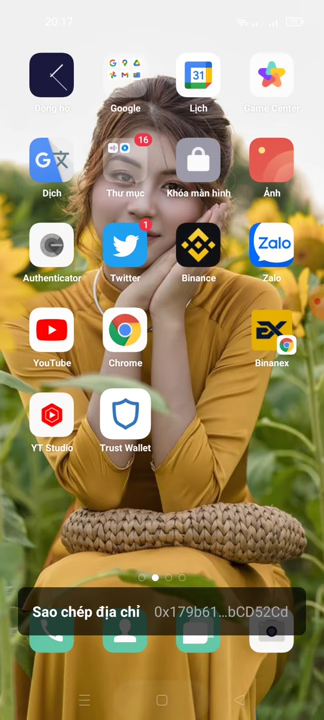 20:17
Đồng hồ
Google
31
Lịch
Game Center
G
Dịch
16
Thư mục
Khóa màn hình
Ảnh
Authenticator
1
Twitter
Binance
Zalo
Zalo
YouTube
Chrome
EX
Binanex
YT Studio
Trust Wallet
Sao chép địa chỉ 0x179b61...bCD52Cd